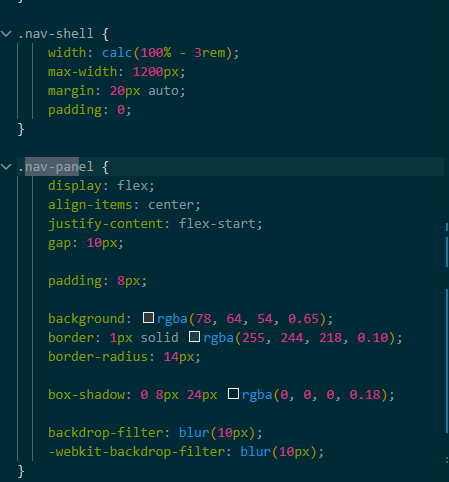 .nav-shell {
width: calc(100% - 3rem);
max-width: 1200px;
margin: 20px auto;
padding: 0;
}
.nav-panel {
display: flex;
align-items: center;
justify-content: flex-start;
gap: 10px;
padding: 8px;
background: rgba(78, 64, 54, 0.65);
border: 1px solid rgba(255, 244, 218, 0.10);
border-radius: 14px;
box-shadow: 0 8px 24px rgba(0, 0, 0, 0.18);
backdrop-filter: blur(10px);
-webkit-backdrop-filter: blur(10px);
}